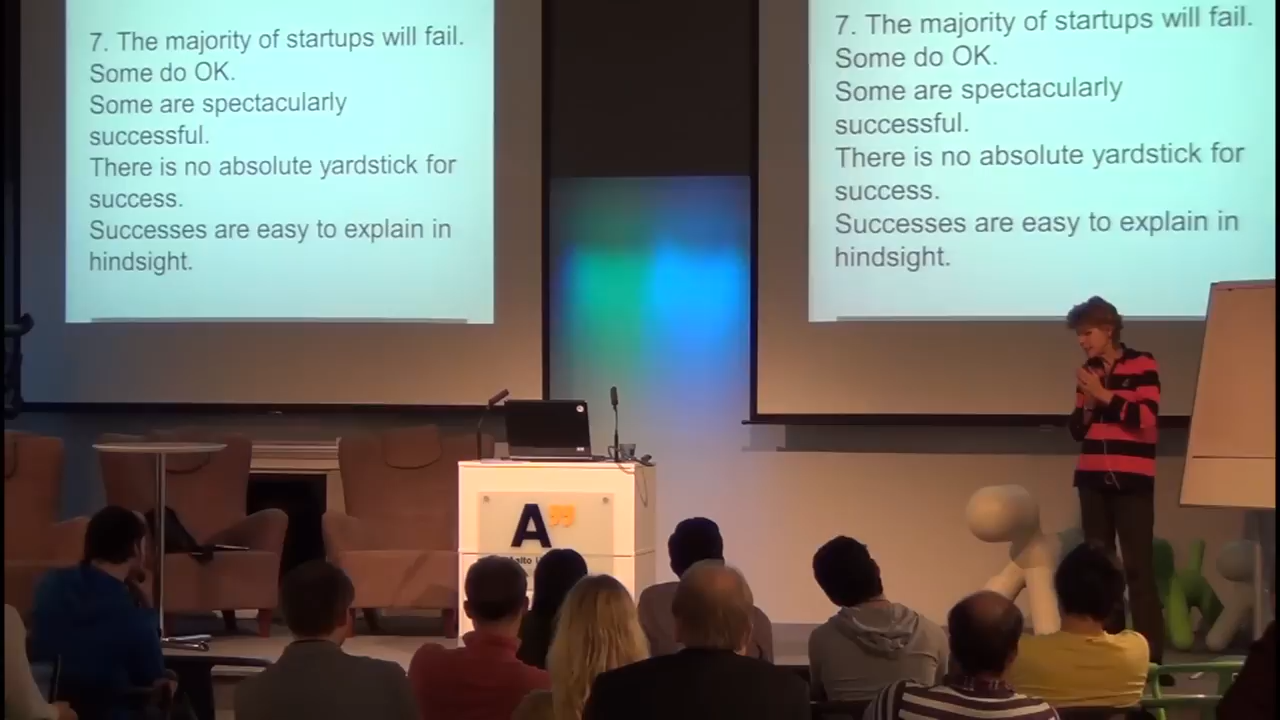 7. The majority of startups will fail.
Some do OK.
Some are spectacularly
successful.
There is no absolute yardstick for
success.
Successes are easy to explain in
hindsight.
7. The majority of startups will fail.
Some do OK.
Some are spectacularly
successful.
There is no absolute yardstick for
success.
Successes are easy to explain in
hindsight.
A”